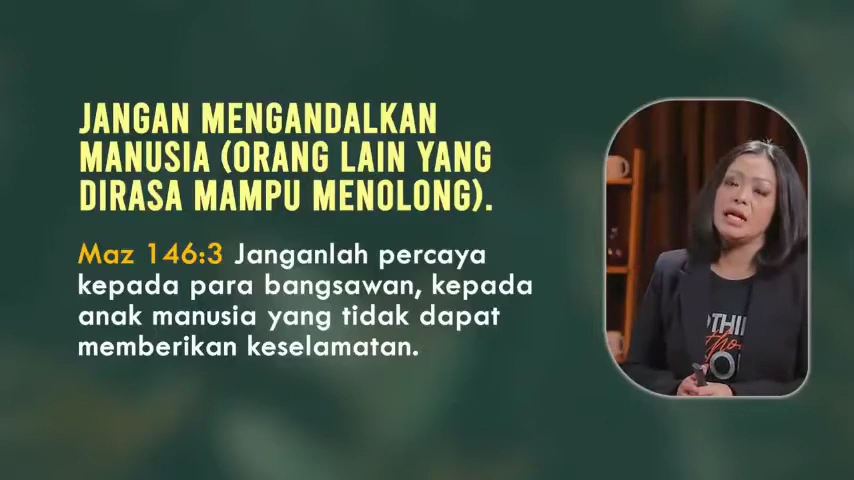 JANGAN MENGANDALKAN
MANUSIA (ORANG LAIN YANG
DIRASA MAMPU MENOLONG).
Maz 146:3 Janganlah percaya
kepada para bangsawan, kepada
anak manusia yang tidak dapat
memberikan keselamatan.